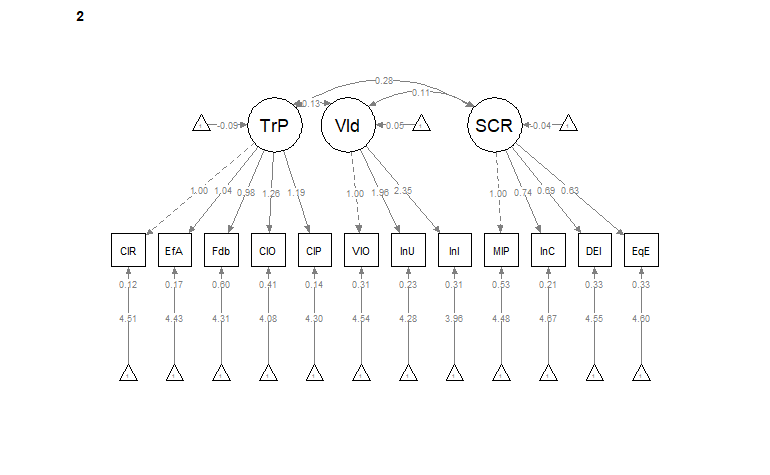 2
0.28
0.11
0.13
TrP Vld SCR
-0.09 0.05 -0.04
1.00 1.04 0.98 1.26 1.19 1.00 1.96 2.35 1.00 0.74 0.69 0.63
CIR EfA Fdb CIO CIP VIO InU InI MIP InC DEI EqE
0.12 0.17 0.60 0.41 0.14 0.31 0.23 0.31 0.53 0.21 0.33 0.33
4.51 4.43 4.31 4.08 4.30 4.54 4.28 3.96 4.48 4.67 4.55 4.60